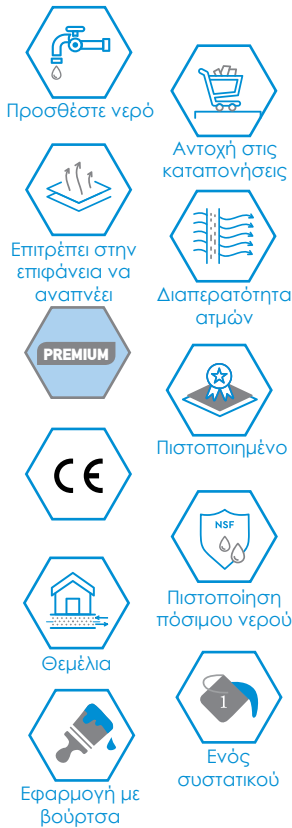 Προσθέστε νερό
Αντοχή στις
καταπονήσεις
Επιτρέπει στην
επιφάνεια να
αναπνέει
Διαπερατότητα
ατμών
PREMIUM
Πιστοποιημένο
CE
NSF
Πιστοποίηση
πόσιμου νερού
Θεμέλια
1
Ενός
συστατικού
Εφαρμογή με
βούρτσα